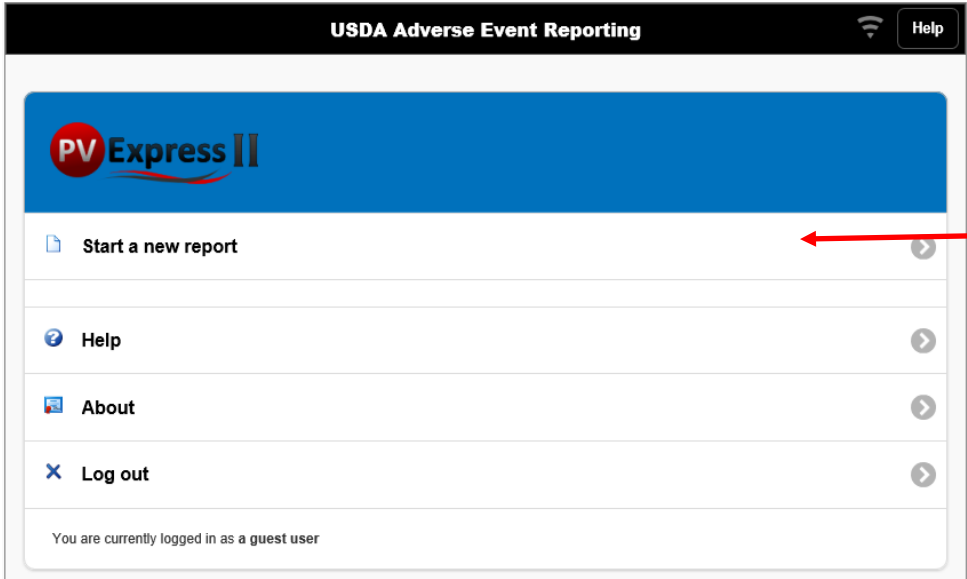 USDA Adverse Event Reporting
Help
PV Express II
Start a new report
Help
About
Log out
You are currently logged in as a guest user